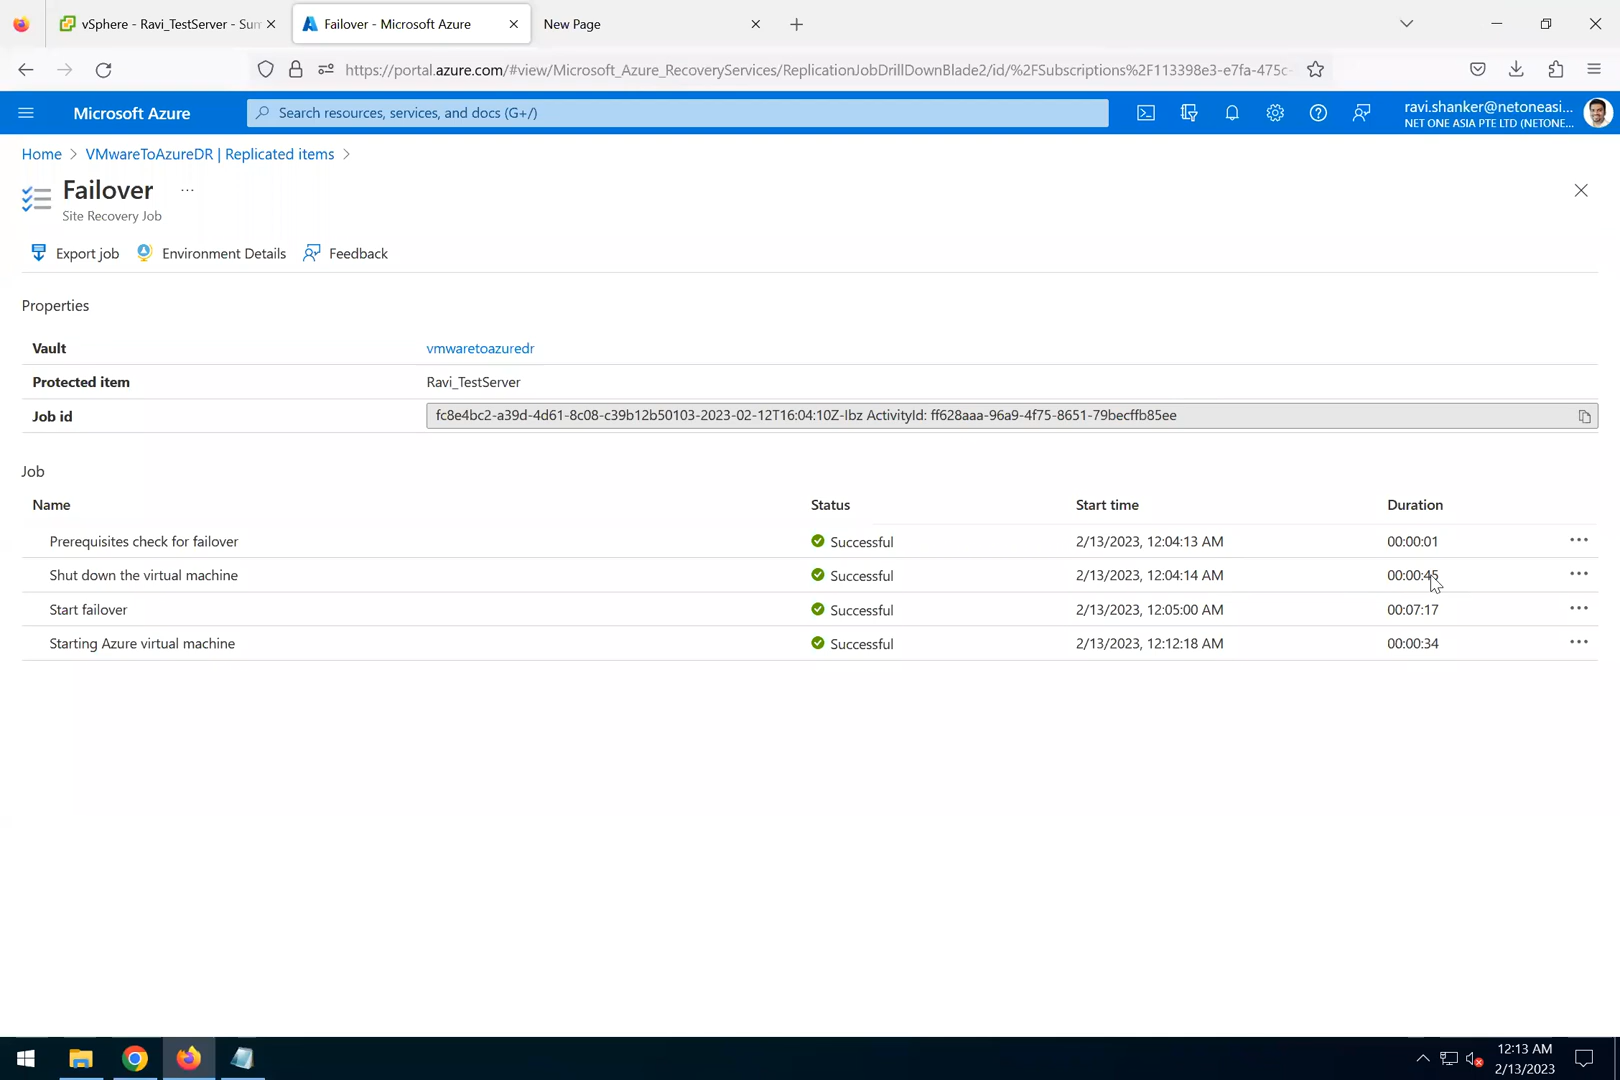 vSphere - Ravi_TestServer - Sum
Failover - Microsoft Azure
New Page
https://portal.azure.com/#view/Microsoft_Azure_RecoveryServices/ReplicationJobDrillDownBlade2/id/%2FSubscriptions%2F113398e3-e7fa-475c-
Microsoft Azure
Search resources, services, and docs (G+/)
ravi.shanker@netoneasi...
NET ONE ASIA PTE LTD (NETONE...
Home > VMwareToAzureDR | Replicated items >
Failover ...
Site Recovery Job
Export job Environment Details Feedback
Properties
Vault vmwaretoazuredr
Protected item Ravi_TestServer
Job id fc8e4bc2-a39d-4d61-8c08-c39b12b50103-2023-02-12T16:04:10Z-Ibz ActivityId: ff628aaa-96a9-4f75-8651-79becffb85ee
Job
Name Status Start time Duration
Prerequisites check for failover Successful 2/13/2023, 12:04:13 AM 00:00:01 ...
Shut down the virtual machine Successful 2/13/2023, 12:04:14 AM 00:00:45 ...
Start failover Successful 2/13/2023, 12:05:00 AM 00:07:17 ...
Starting Azure virtual machine Successful 2/13/2023, 12:12:18 AM 00:00:34 ...
12:13 AM
2/13/2023